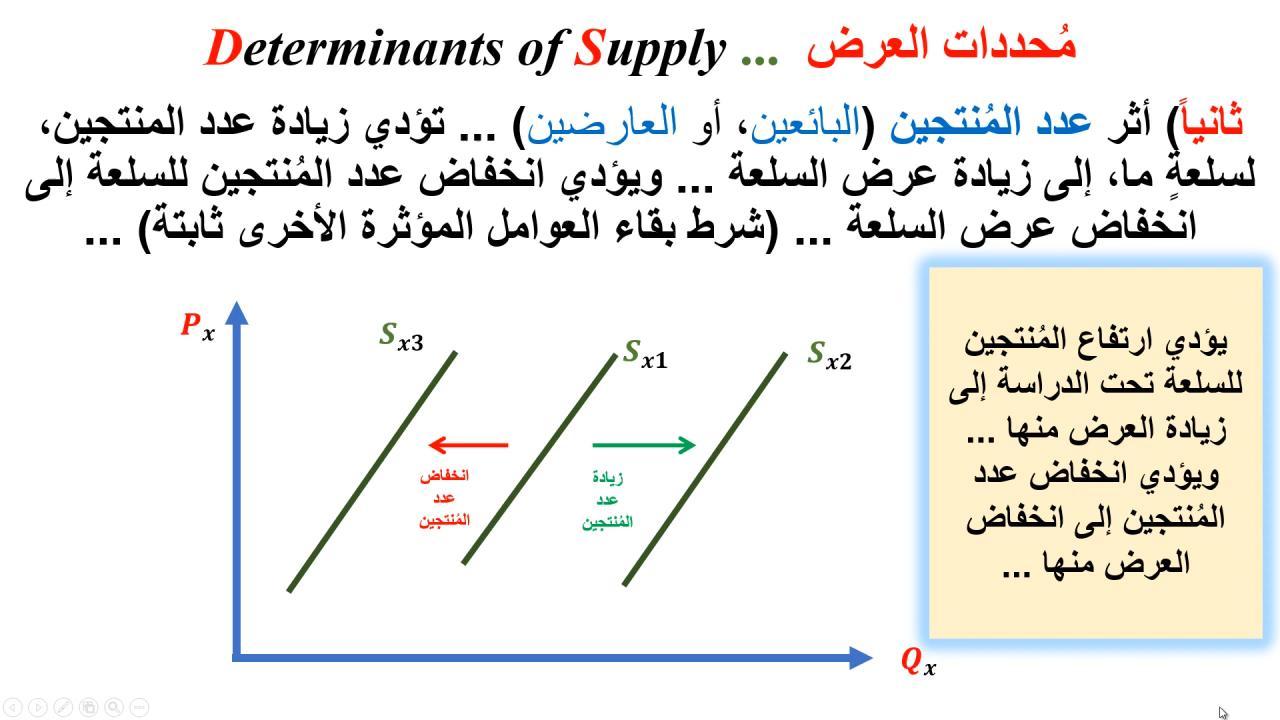 مُحددات العرض ... Determinants of Supply
ثانياً) أثر عدد المُنتجين (البائعين، أو العارضين) ... تؤدي زيادة عدد المنتجين،
لسلعةٍ ما، إلى زيادة عرض السلعة ... ويؤدي انخفاض عدد المُنتجين للسلعة إلى
انخفاض عرض السلعة ... (شرط بقاء العوامل المؤثرة الأخرى ثابتة) ...
يؤدي ارتفاع المُنتجين
للسلعة تحت الدراسة إلى
زيادة العرض منها ...
ويؤدي انخفاض عدد
المُنتجين إلى انخفاض
العرض منها ...
Px
Sx3
Sx1
Sx2
زيادة
عدد
المُنتجين
انخفاض
عدد
المُنتجين
Qx